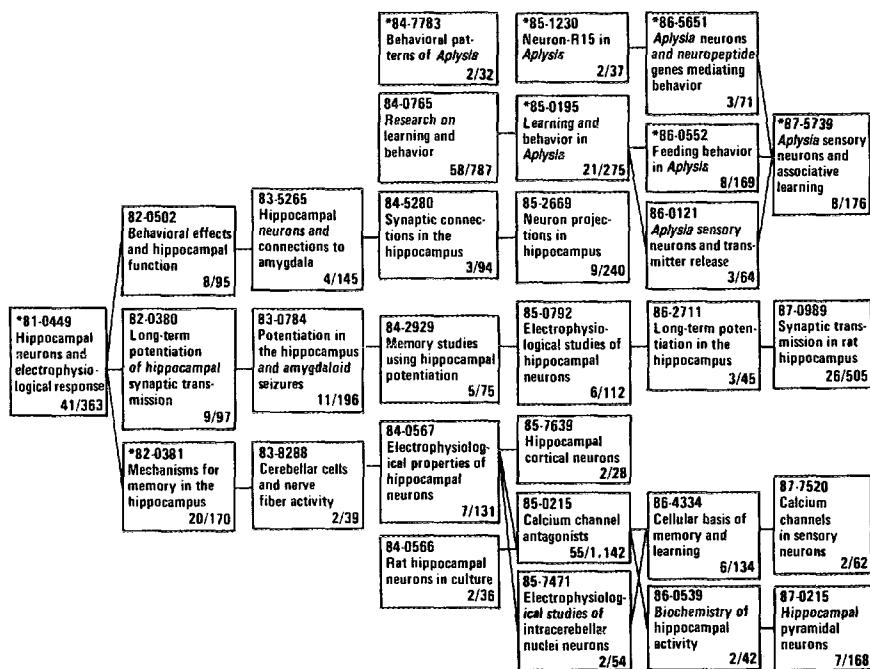 *84-7783
Behavioral pat-
terns of Aplysia
2/32
*85-1230
Neuron-R15 in
Aplysia
2/37
*86-5651
Aplysia neurons
and neuropeptide
genes mediating
behavior
3/71
84-0765
Research on
learning and
behavior
58/787
*85-0195
Learning and
behavior in
Aplysia
21/275
*86-0552
Feeding behavior
in Aplysia
8/169
*87-5739
Aplysia sensory
neurons and
associative
learning
8/176
82-0502
Behavioral effects
and hippocampal
function
8/95
83-5265
Hippocampal
neurons and
connections to
amygdala
4/145
84-5280
Synaptic connec-
tions in the
hippocampus
3/94
85-2669
Neuron projec-
tions in
hippocampus
9/240
86-0121
Aplysia sensory
neurons and trans-
mitter release
3/64
*81-0449
Hippocampal
neurons and
electrophysio-
logical response
41/363
82-0380
Long-term
potentiation
of hippocampal
synaptic trans-
mission
9/97
83-0784
Potentiation in
the hippocampus
and amygdaloid
seizures
11/196
84-2929
Memory studies
using hippocampal
potentiation
5/75
85-0792
Electrophysio-
logical studies of
hippocampal
neurons
6/112
86-2711
Long-term poten-
tiation in the
hippocampus
3/45
87-0989
Synaptic trans-
mission in rat
hippocampus
26/505
*82-0381
Mechanisms for
memory in the
hippocampus
20/170
83-8288
Cerebellar cells
and nerve
fiber activity
2/39
84-0567
Electrophysiolog-
ical properties of
hippocampal
neurons
7/131
85-7639
Hippocampal
cortical neurons
2/28
84-0566
Rat hippocampal
neurons in culture
2/36
85-0215
Calcium channel
antagonists
55/1,142
86-4334
Cellular basis of
memory and
learning
6/134
87-7520
Calcium
channels
in sensory
neurons
2/62
85-7471
Electrophysiolog-
ical studies of
intracerebellar
nuclei neurons
2/54
86-0539
Biochemistry of
hippocampal
activity
2/42
87-0215
Hippocampal
pyramidal
neurons
7/168